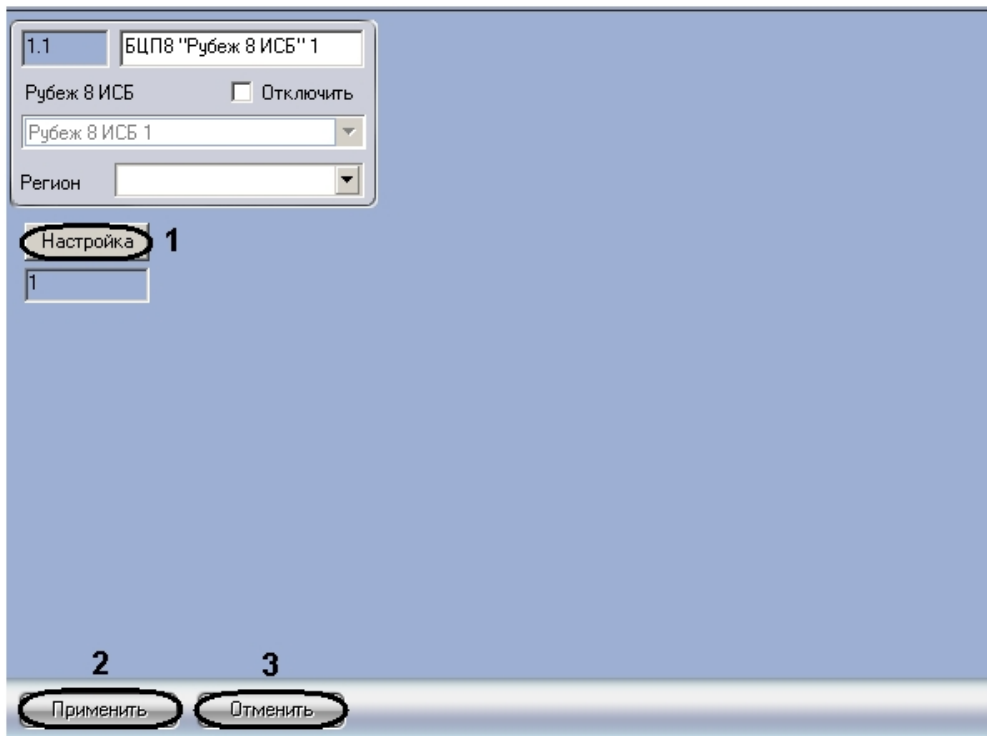 1.1 БЦП8 "Рубеж 8 ИСБ" 1
Рубеж 8 ИСБ Отключить
Рубеж 8 ИСБ 1
Регион
Настройка 1
1
2 3
Применить Отменить